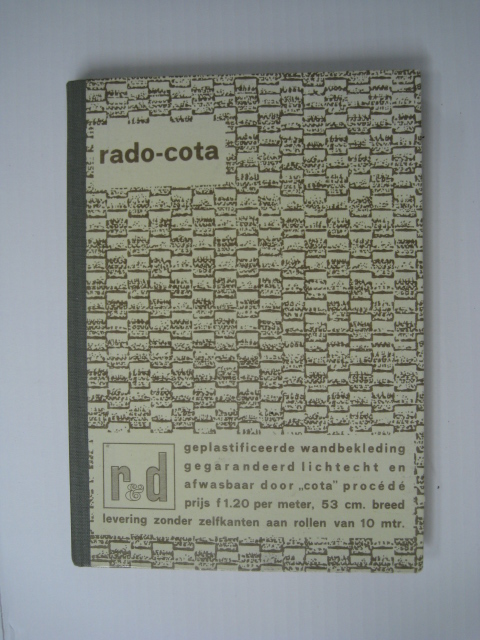 rado-cota
r&d
geplastificeerde wandbekleding
gegarandeerd lichtecht en
afwasbaar door „cota” procédé
prijs f 1.20 per meter, 53 cm. breed
levering zonder zelfkanten aan rollen van 10 mtr.